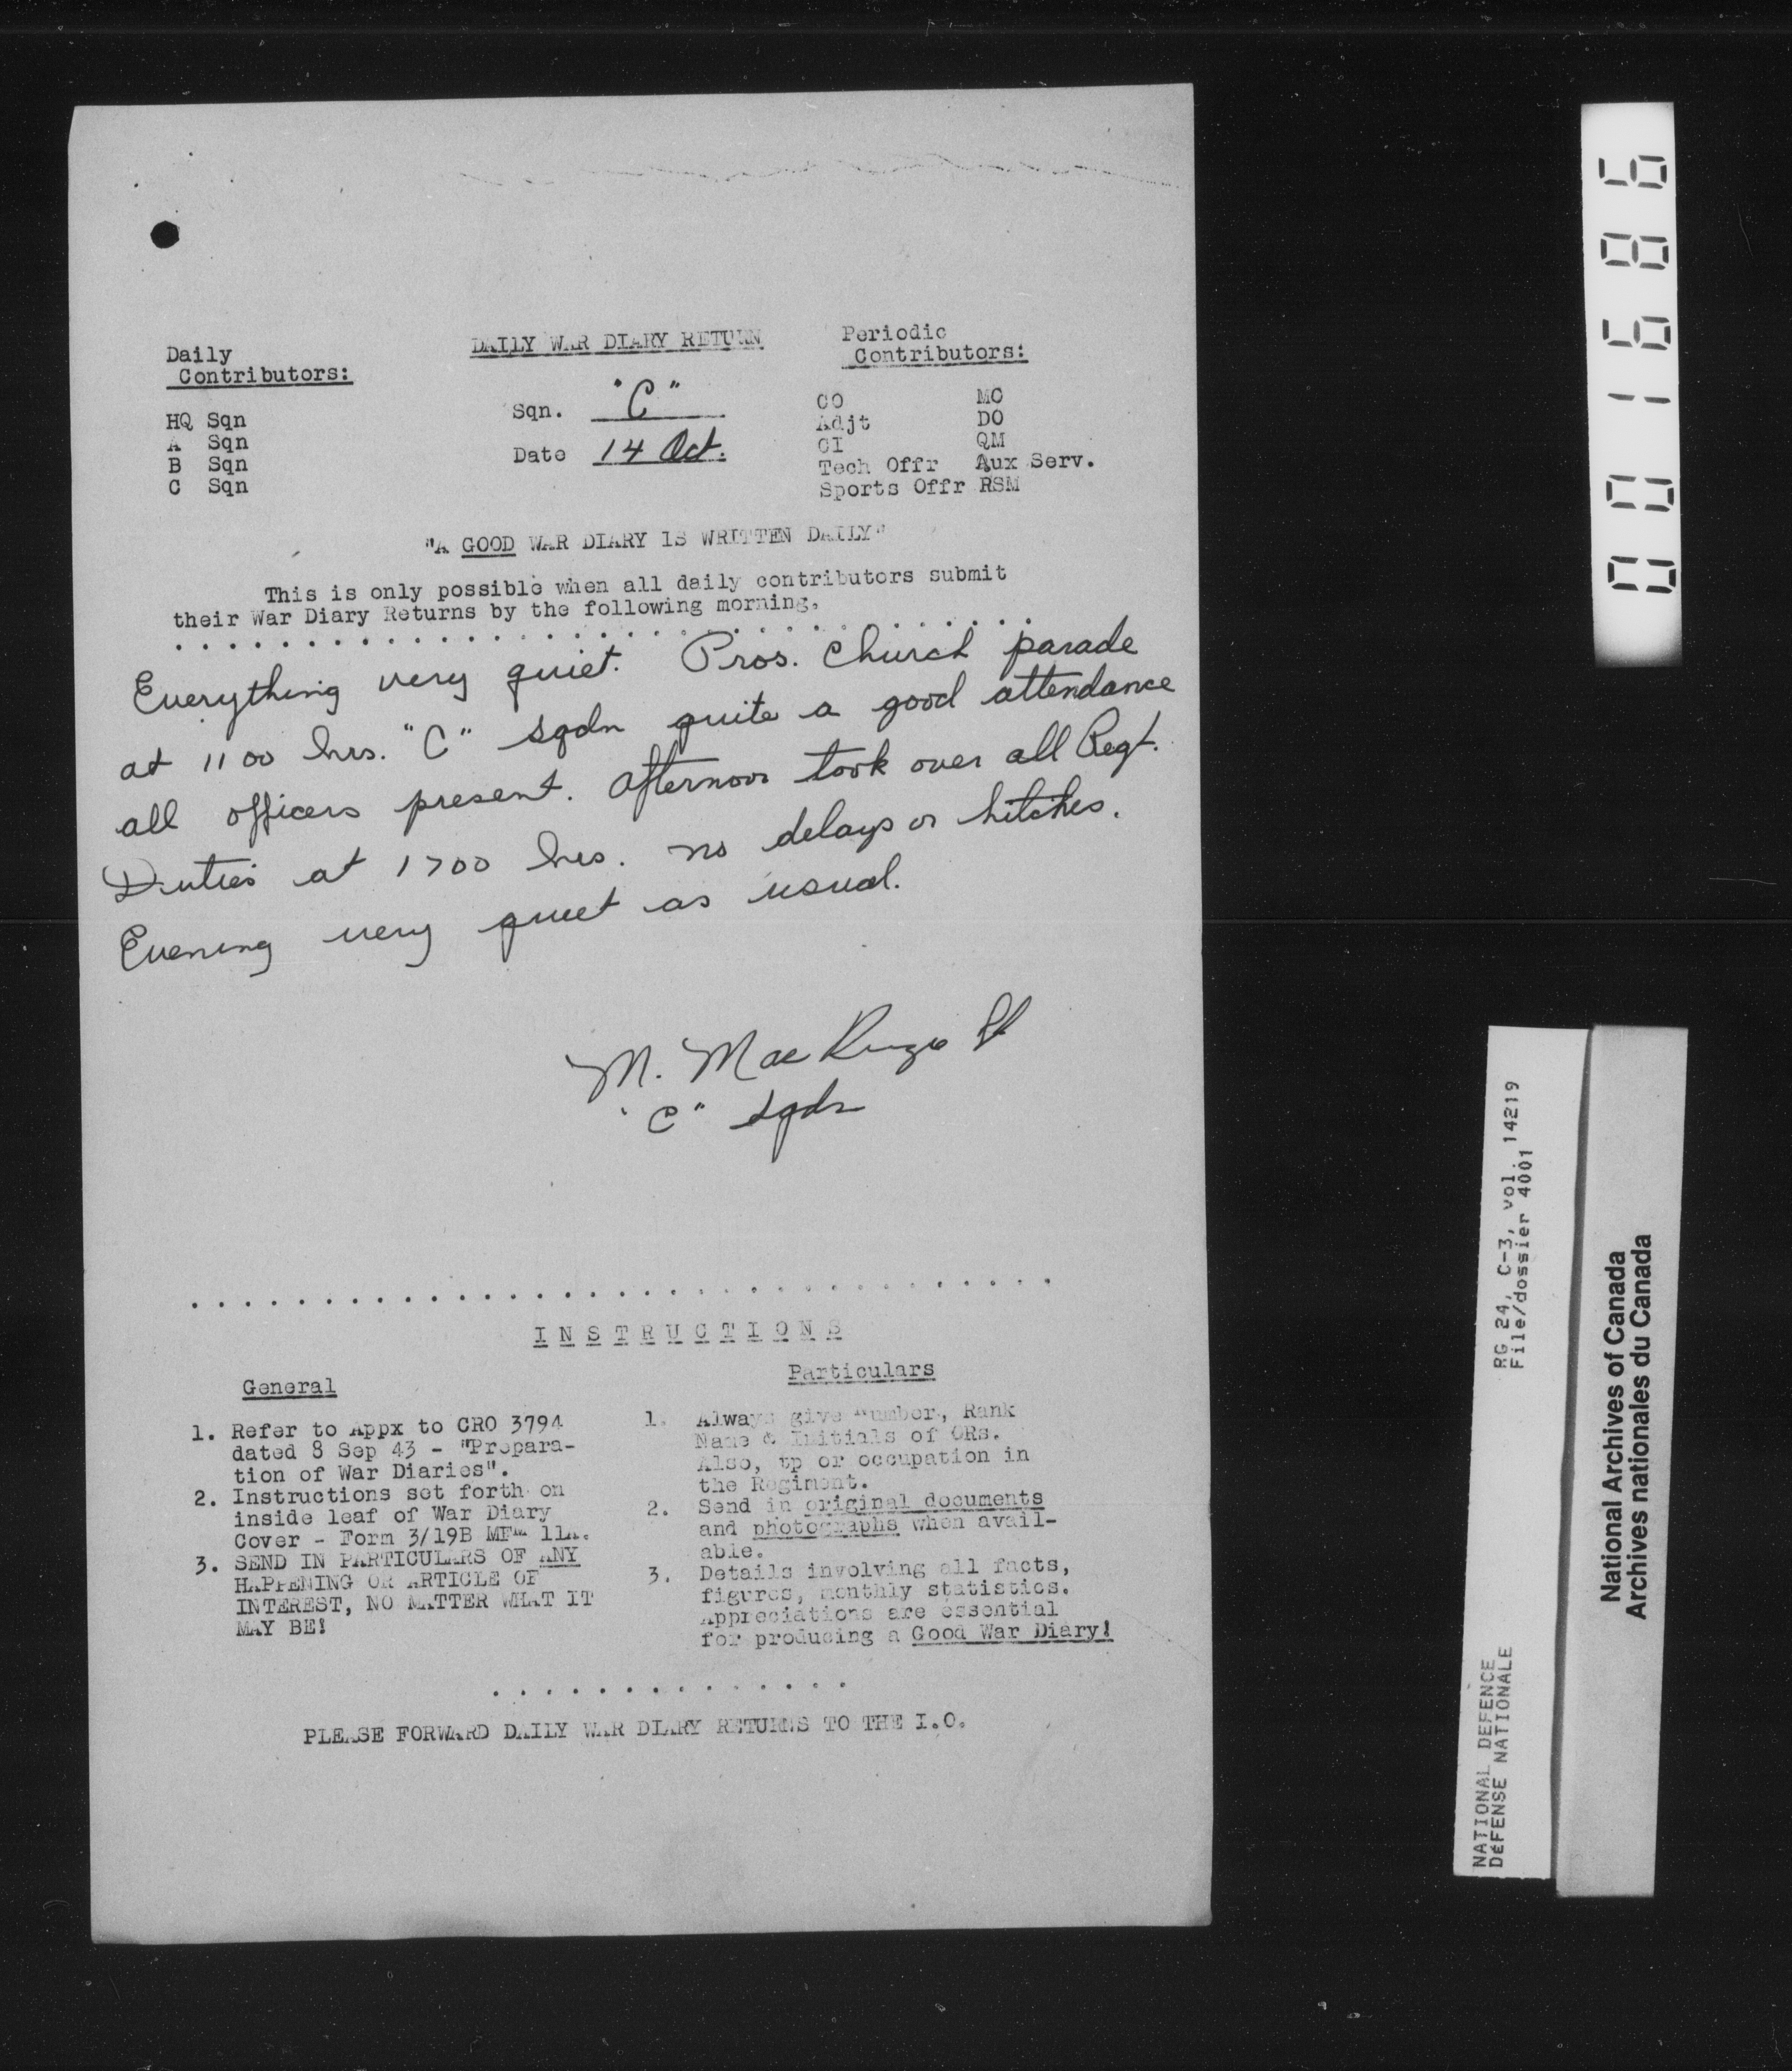 Daily
Contributors:
HQ Sqn
A Sqn
B Sqn
C Sqn
DAILY WAR DIARY RETURN
Sqn. "C"
Date 14 Oct.
Periodic
Contributors:
CO MO
Adjt DO
CI QM
Tech Offr Aux Serv.
Sports Offr RSM
"A GOOD WAR DIARY IS WRITTEN DAILY"
This is only possible when all daily contributors submit
their War Diary Returns by the following morning.
Everything very quiet. Pros. Church parade
at 1100 hrs. "C" sqdn quite a good attendance
all officers present. Afternoon took over all Regt.
Duties at 1700 hrs. no delays or hitches.
Evening very quiet as usual.
M. MacKenzie Lt
"C" sqdn
INSTRUCTIONS
General
1. Refer to Appx to CRO 3794
dated 8 Sep 43 - "Prepara-
tion of War Diaries".
2. Instructions set forth on
inside leaf of War Diary
Cover - Form 3/19B MFM 11A.
3. SEND IN PARTICULARS OF ANY
HAPPENING OR ARTICLE OF
INTEREST, NO MATTER WHAT IT
MAY BE!
Particulars
1. Always give Number, Rank
Name & Initials of ORs.
Also, tp or occupation in
the Regiment.
2. Send in original documents
and photographs when avail-
able.
3. Details involving all facts,
figures, monthly statistics.
Appreciations are essential
for producing a Good War Diary!
PLEASE FORWARD DAILY WAR DIARY RETURNS TO THE I.O.
001686
RG 24, C-3, vol. 14219
File/dossier 4001
NATIONAL DEFENCE
DéFENSE NATIONALE
National Archives of Canada
Archives nationales du Canada